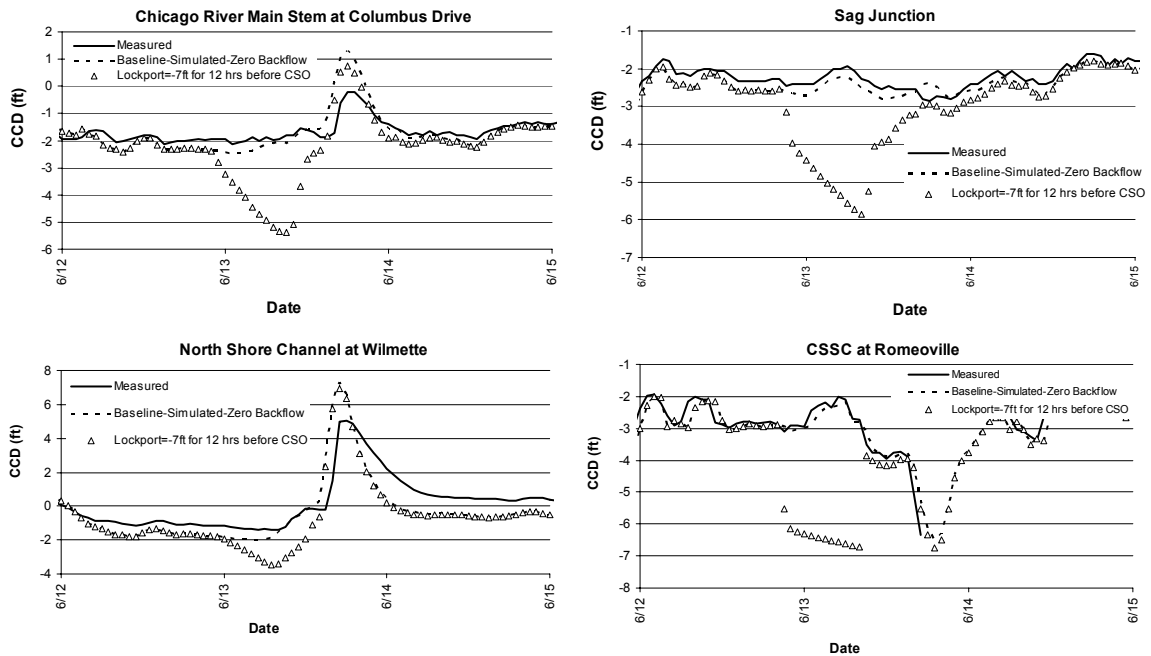 Chicago River Main Stem at Columbus Drive
2
1
0
-1
-2
-3
-4
-5
-6
CCD (ft)
Measured
Baseline-Simulated-Zero Backflow
Lockport=-7ft for 12 hrs before CSO
6/12
6/13
6/14
6/15
Date
Sag Junction
-1
-2
-3
-4
-5
-6
-7
CCD (ft)
Measured
Baseline-Simulated-Zero Backflow
Lockport=-7ft for 12 hrs before CSO
6/12
6/13
6/14
6/15
Date
North Shore Channel at Wilmette
8
6
4
2
0
-2
-4
CCD (ft)
Measured
Baseline-Simulated-Zero Backflow
Lockport=-7ft for 12 hrs before CSO
6/12
6/13
6/14
6/15
Date
CSSC at Romeoville
-1
-2
-3
-4
-5
-6
-7
-8
CCD (ft)
Measured
Baseline-Simulated-Zero Backflow
Lockport=-7ft for 12 hrs before CSO
6/12
6/13
6/14
6/15
Date